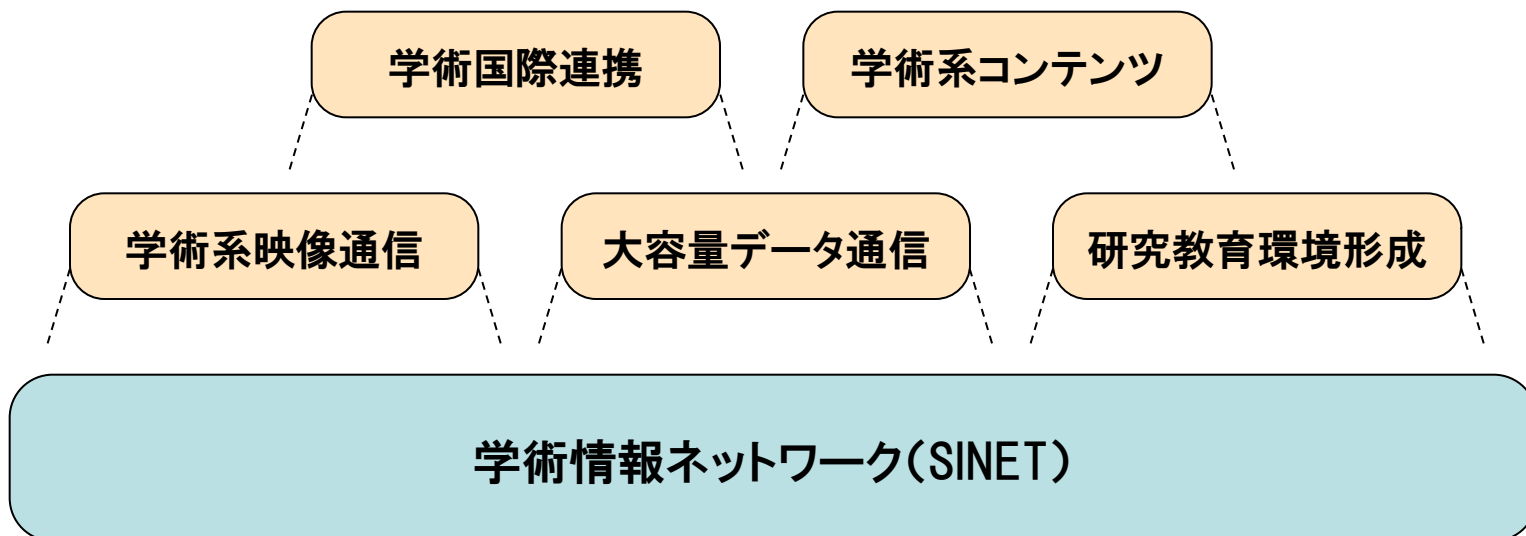 学術国際連携
学術系コンテンツ
学術系映像通信
大容量データ通信
研究教育環境形成
学術情報ネットワーク(SINET)